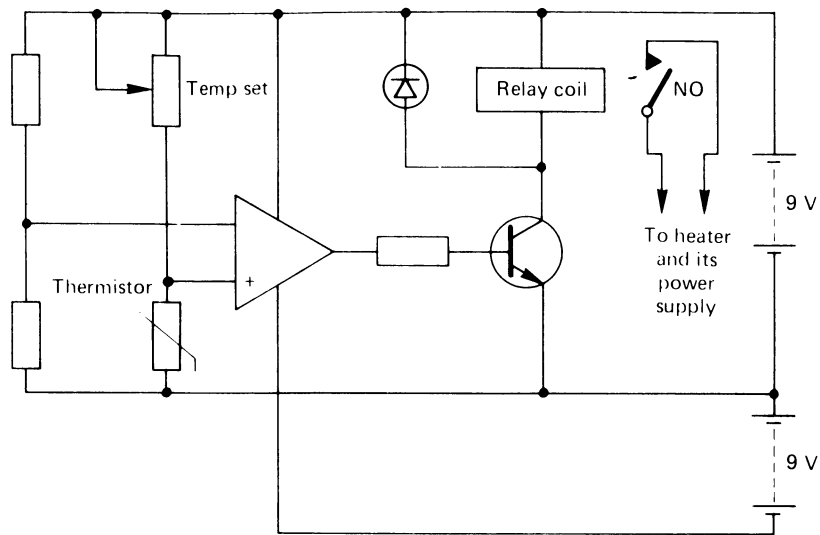 Temp set
Relay coil
NO
9 V
To heater
and its
power
supply
Thermistor
+
9 V